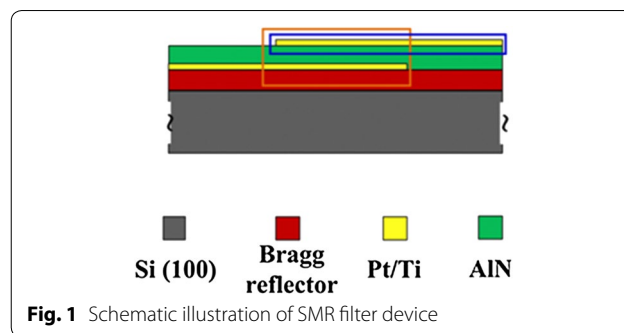 Si (100)
Bragg
reflector
Pt/Ti
AlN
Fig. 1 Schematic illustration of SMR filter device